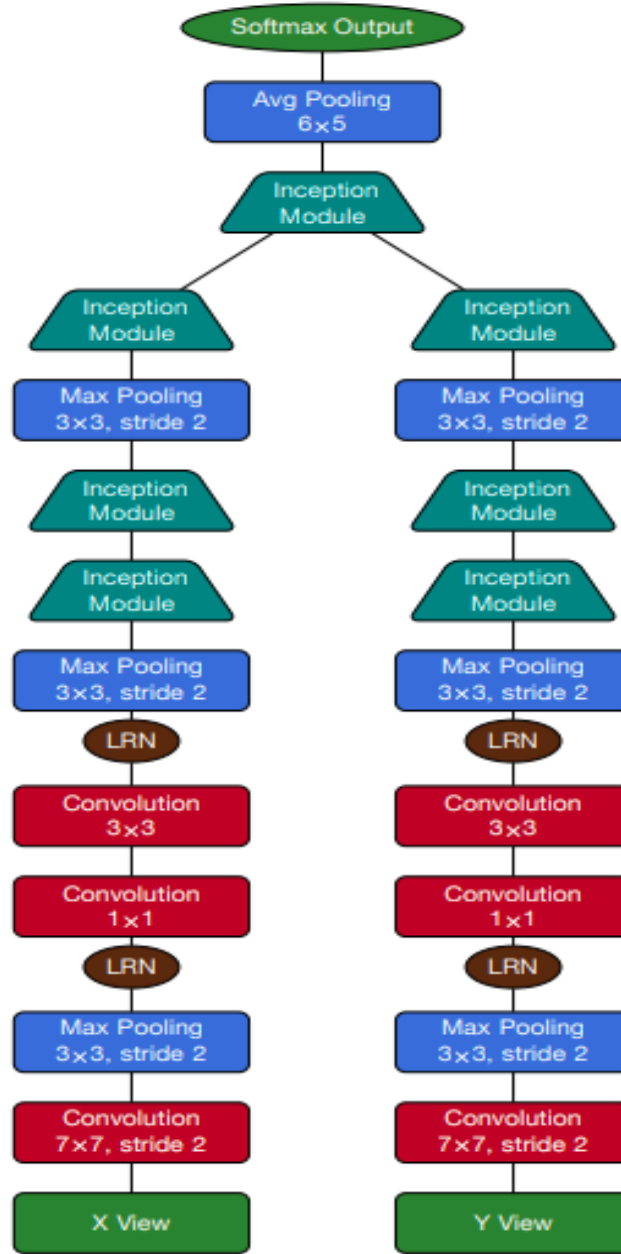 Softmax Output
Avg Pooling
6×5
Inception
Module
Inception
Module
Inception
Module
Max Pooling
3×3, stride 2
Max Pooling
3×3, stride 2
Inception
Module
Inception
Module
Inception
Module
Inception
Module
Max Pooling
3×3, stride 2
Max Pooling
3×3, stride 2
LRN
LRN
Convolution
3×3
Convolution
3×3
Convolution
1×1
Convolution
1×1
LRN
LRN
Max Pooling
3×3, stride 2
Max Pooling
3×3, stride 2
Convolution
7×7, stride 2
Convolution
7×7, stride 2
X View
Y View